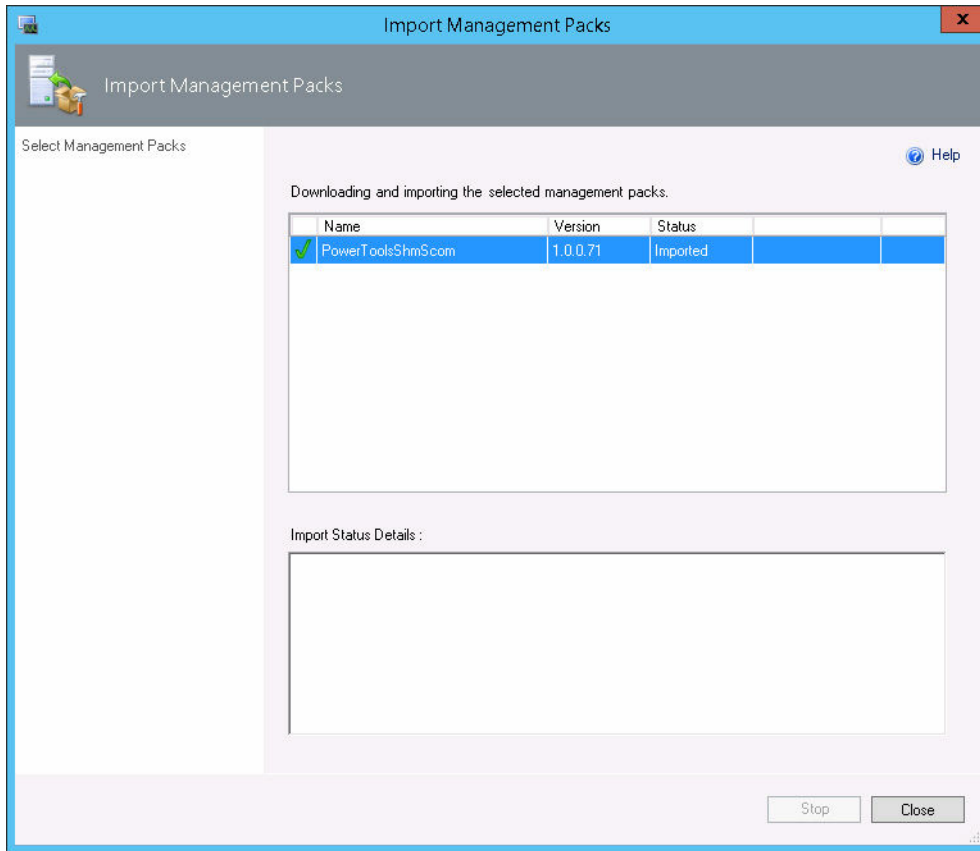 Import Management Packs
x
Import Management Packs
Select Management Packs
Help
Downloading and importing the selected management packs.
Name Version Status
PowerToolsShmScom 1.0.0.71 Imported
Import Status Details :
Stop Close